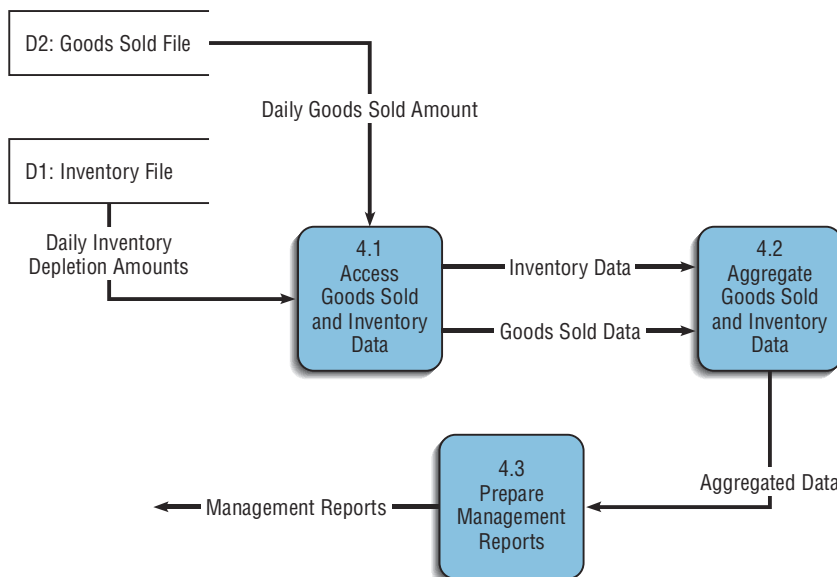 D2: Goods Sold File
Daily Goods Sold Amount
D1: Inventory File
Daily Inventory
Depletion Amounts
4.1
Access
Goods Sold
and Inventory
Data
Inventory Data
Goods Sold Data
4.2
Aggregate
Goods Sold
and Inventory
Data
Aggregated Data
4.3
Prepare
Management
Reports
Management Reports